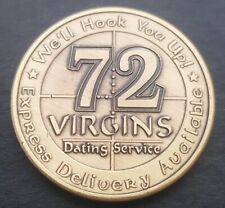 We'll Hook You Up!
72
VIRGINS
Dating Service
Express Delivery Available